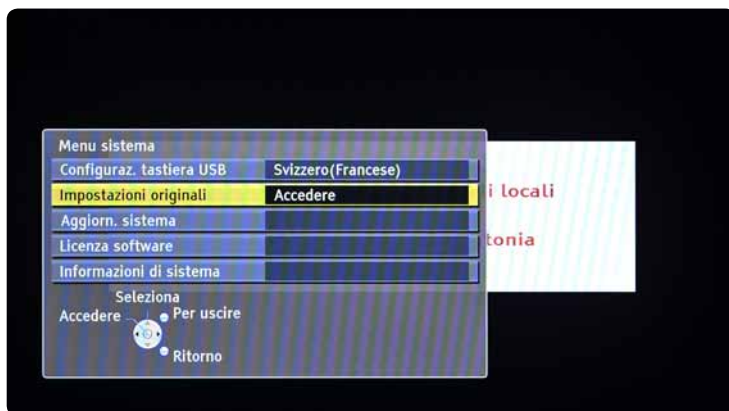 Menu sistema
Configuraz. tastiera USB Svizzero(Francese)
Impostazioni originali Accedere
i locali
Aggiorn. sistema
tonia
Licenza software
Informazioni di sistema
Seleziona
Accedere Per uscire
Ritorno